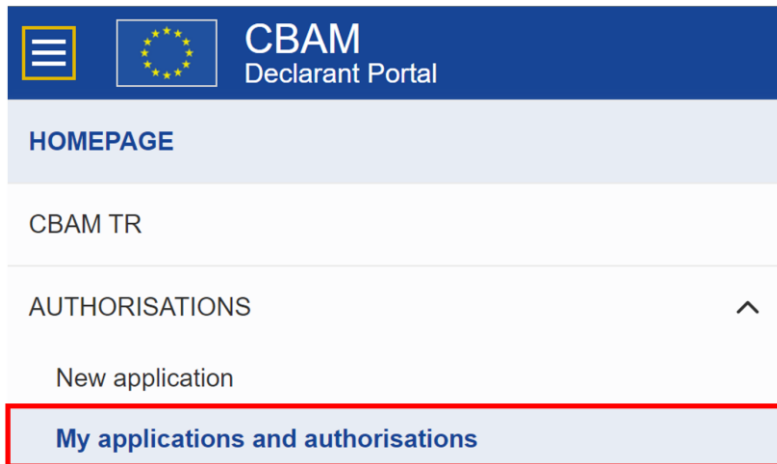 CBAM
Declarant Portal
HOMEPAGE
CBAM TR
AUTHORISATIONS
New application
My applications and authorisations